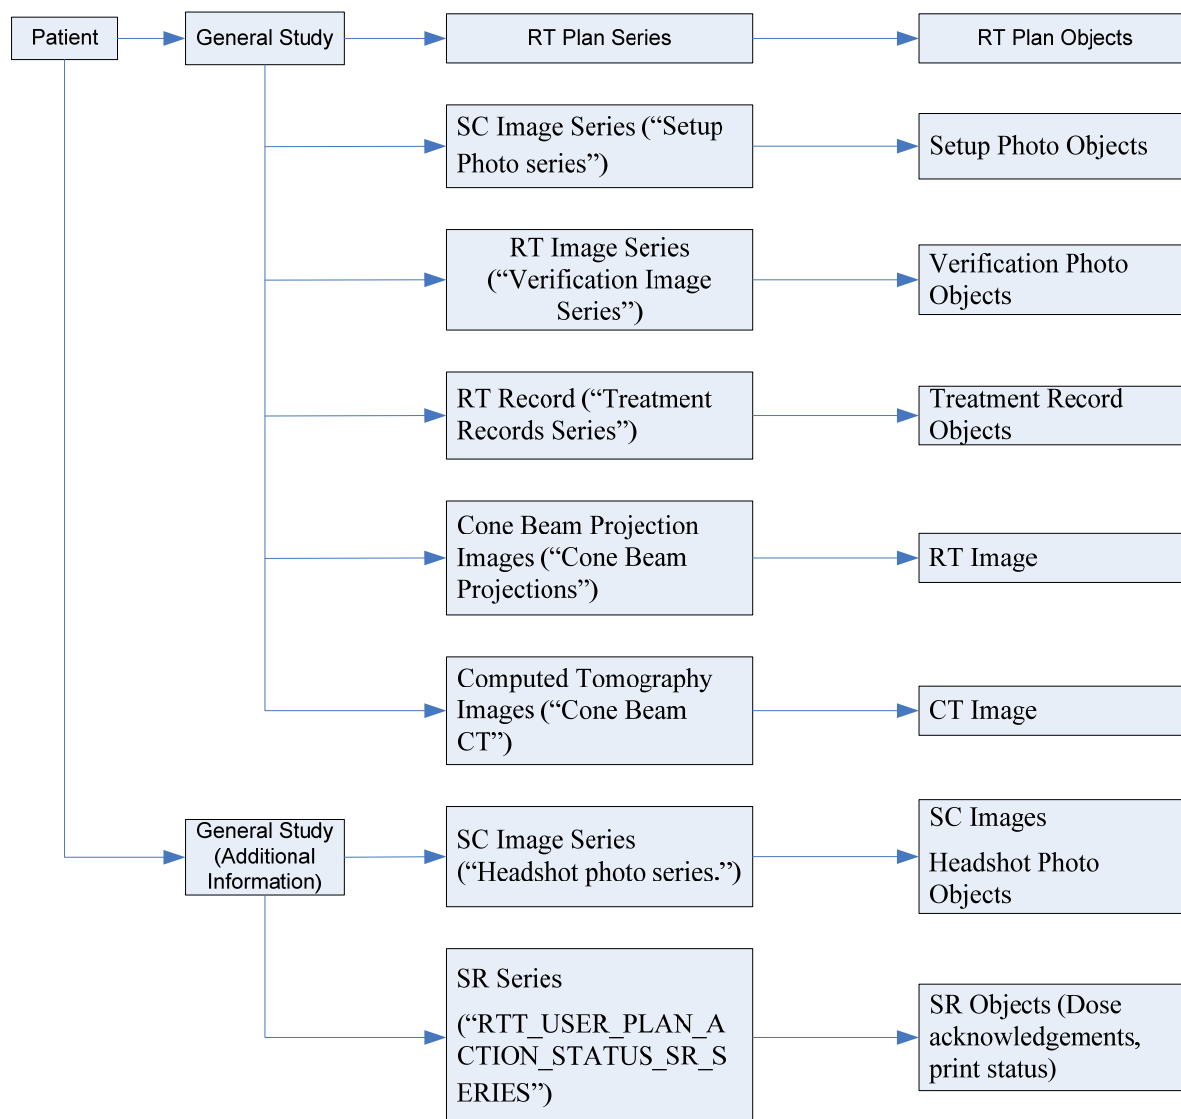 Patient
General Study
RT Plan Series
RT Plan Objects
SC Image Series (“Setup
Photo series”)
Setup Photo Objects
RT Image Series
(“Verification Image
Series”)
Verification Photo
Objects
RT Record (“Treatment
Records Series”)
Treatment Record
Objects
Cone Beam Projection
Images (“Cone Beam
Projections”)
RT Image
Computed Tomography
Images (“Cone Beam
CT”)
CT Image
General Study
(Additional
Information)
SC Image Series
(“Headshot photo series.”)
SC Images
Headshot Photo
Objects
SR Series
(“RTT_USER_PLAN_A
CTION_STATUS_SR_S
ERIES”)
SR Objects (Dose
acknowledgements,
print status)